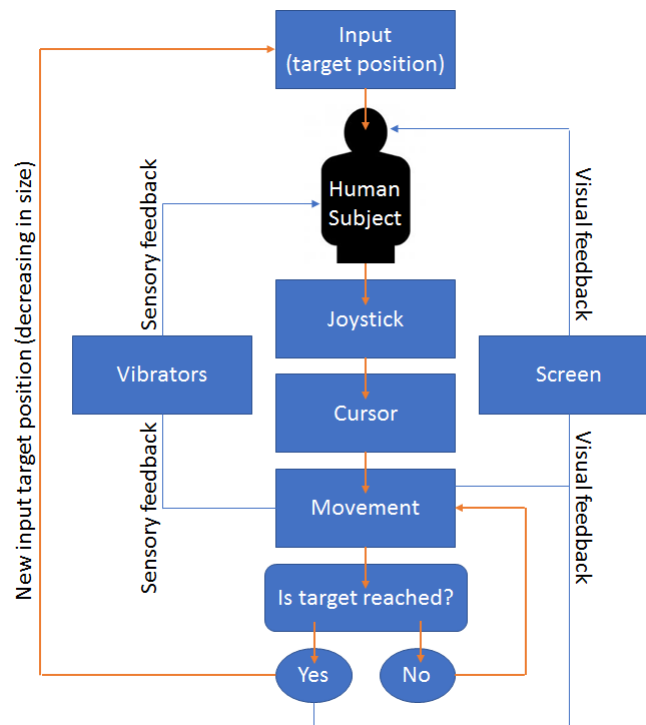 Input
(target position)
Human
Subject
Joystick
Vibrators
Cursor
Screen
Movement
Is target reached?
Yes
No
New input target position (decreasing in size)
Sensory feedback
Sensory feedback
Visual feedback
Visual feedback